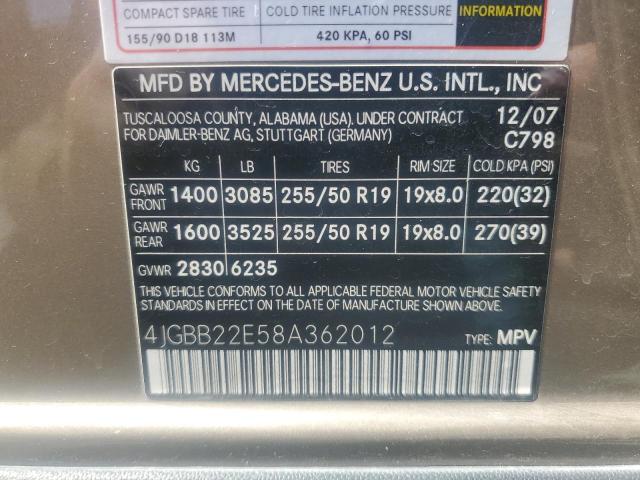 COMPACT SPARE TIRE COLD TIRE INFLATION PRESSURE INFORMATION
155/90 D18 113M 420 KPA, 60 PSI
MFD BY MERCEDES-BENZ U.S. INTL., INC
TUSCALOOSA COUNTY, ALABAMA (USA). UNDER CONTRACT 12/07
FOR DAIMLER-BENZ AG, STUTTGART (GERMANY) C798
KG LB TIRES RIM SIZE COLD KPA (PSI)
GAWR FRONT 1400 3085 255/50 R19 19x8.0 220(32)
GAWR REAR 1600 3525 255/50 R19 19x8.0 270(39)
GVWR 2830 6235
THIS VEHICLE CONFORMS TO ALL APPLICABLE FEDERAL MOTOR VEHICLE SAFETY
STANDARDS IN EFFECT ON THE DATE OF MANUFACTURE SHOWN ABOVE.
4JGBB22E58A362012 TYPE: MPV